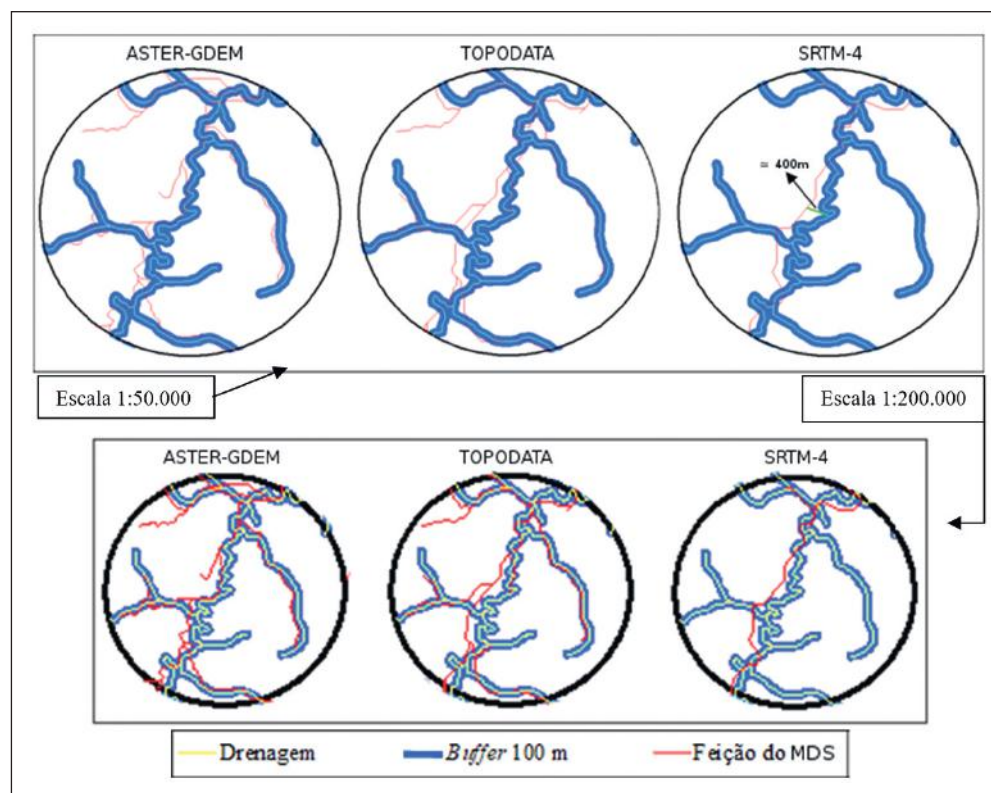 ASTER-GDEM TOPODATA SRTM-4
≃ 400m
Escala 1:50.000 Escala 1:200.000
ASTER-GDEM TOPODATA SRTM-4
Drenagem Buffer 100 m Feição do MDS